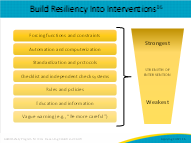 Build Resiliency into Interventions
Forcing functions and constraints
Automation and computerization
Standardization and protocols
Checklist and independent check systems
Rules and policies
Education and information
Vague warning (e.g., "Be more careful")
Strongest
STRENGTH OF
INTERVENTION
Weakest